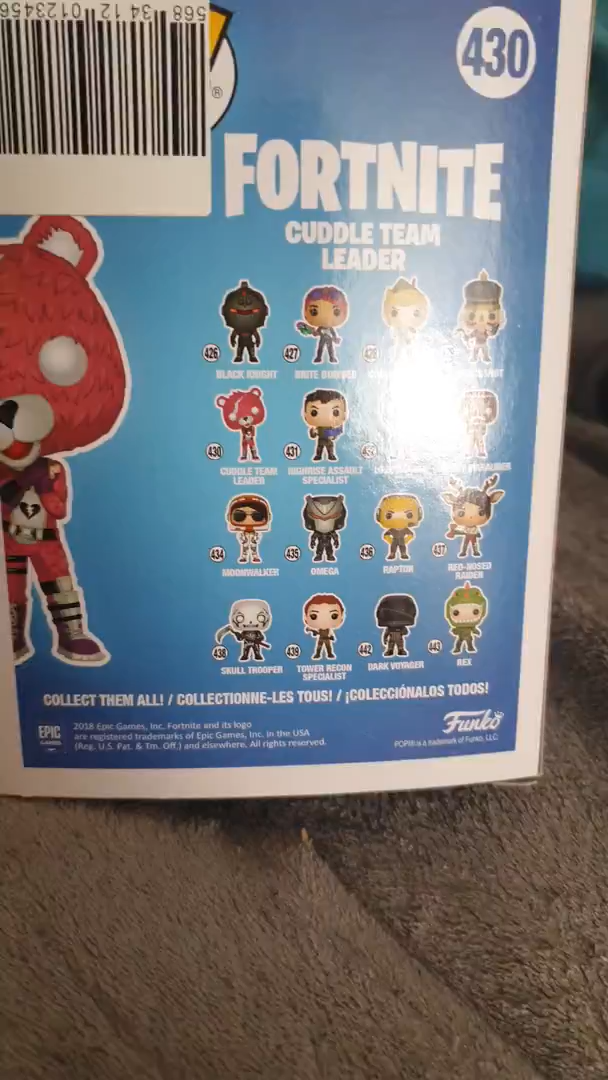 568 34 12 0123456
430
®
FORTNITE
CUDDLE TEAM
LEADER
426
427
BLACK KNIGHT
BRITE BOMBER
430
431
CUDDLE TEAM
LEADER
HIGHRISE ASSAULT
SPECIALIST
434
435
436
437
MOONWALKER
OMEGA
RAPTOR
RED-NOSED
RAIDER
438
439
442
443
SKULL TROOPER
TOWER RECON
SPECIALIST
DARK VOYAGER
REX
COLLECT THEM ALL! / COLLECTIONNE-LES TOUS! / ¡COLECCIÓNALOS TODOS!
EPIC
GAMES
2018 Epic Games, Inc. Fortnite and its logo
are registered trademarks of Epic Games, Inc. in the USA
(Reg. U.S. Pat. & Tm. Off.) and elsewhere. All rights reserved.
Funko
POP!® is a trademark of Funko, LLC.